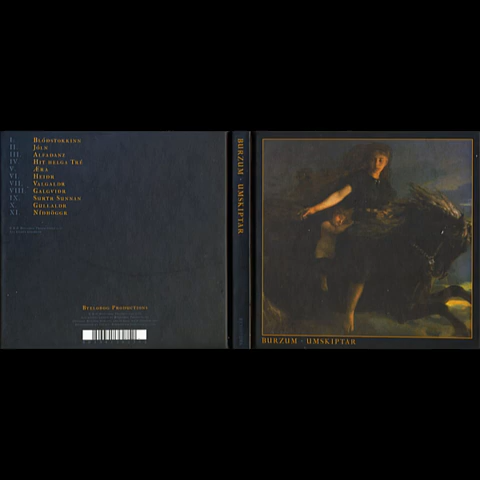 I. BLÓÐSTOKKINN
II. JÓLN
III. ALFADANZ
IV. HIT HELGA TRÉ
V. ÆRA
VI. HEIÐR
VII. VALGALDR
VIII. GALGVIÐR
IX. SURTR SUNNAN
X. GULLALDR
XI. NÍÐHÖGGR
BYELOBOG PRODUCTIONS
BURZUM · UMSKIPTAR
BURZUM · UMSKIPTAR